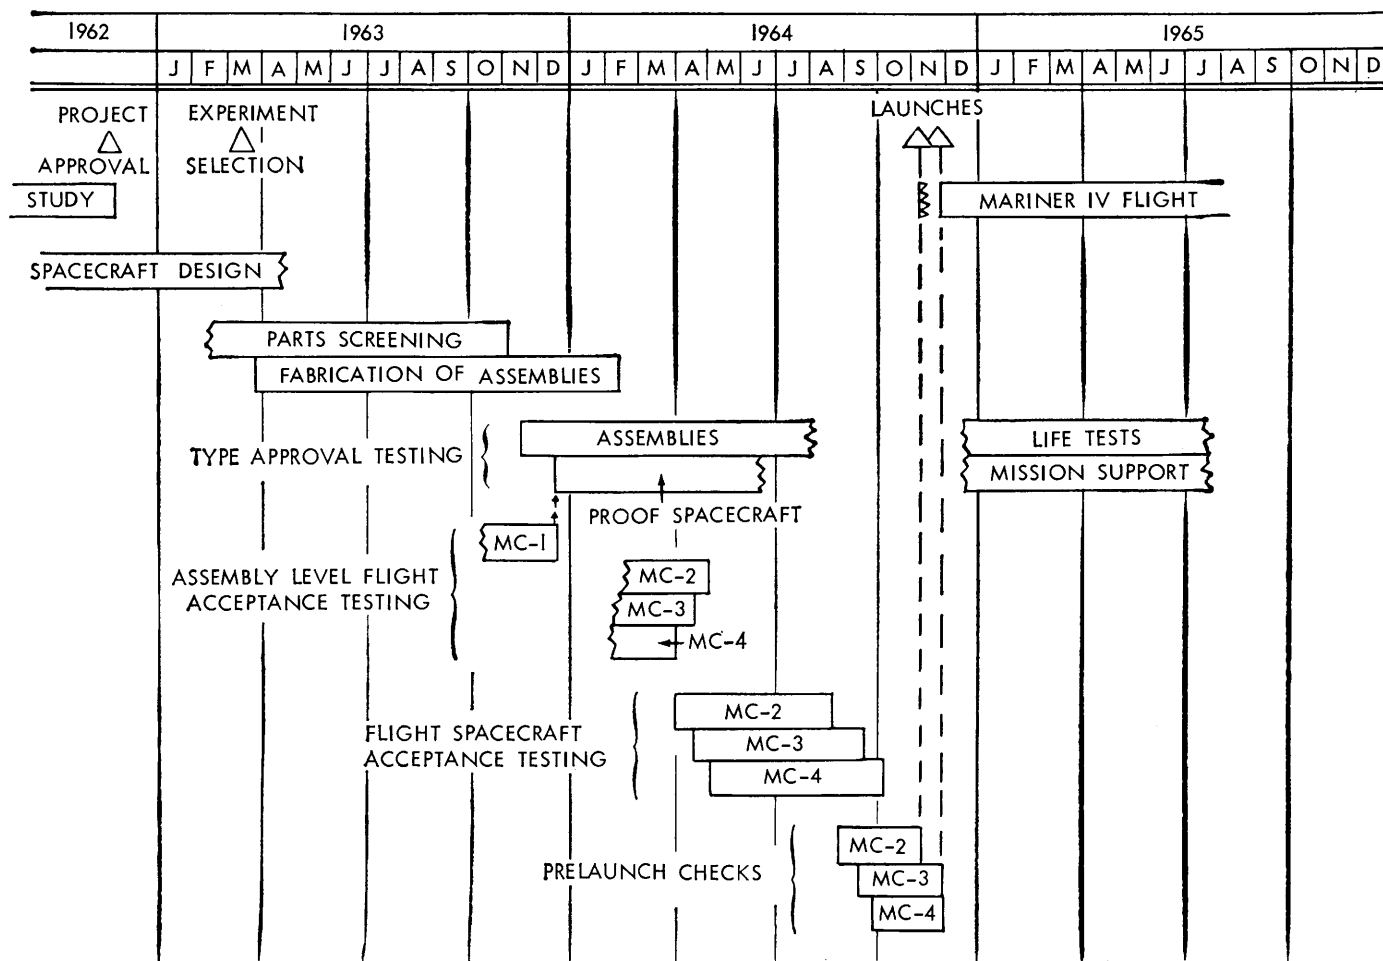 1962 1963 1964 1965
J F M A M J J A S O N D J F M A M J J A S O N D J F M A M J J A S O N D
PROJECT EXPERIMENT LAUNCHES
APPROVAL SELECTION
STUDY MARINER IV FLIGHT
SPACECRAFT DESIGN
PARTS SCREENING
FABRICATION OF ASSEMBLIES
TYPE APPROVAL TESTING
ASSEMBLIES
LIFE TESTS
MISSION SUPPORT
PROOF SPACECRAFT
MC-1
ASSEMBLY LEVEL FLIGHT
ACCEPTANCE TESTING
MC-2
MC-3
MC-4
FLIGHT SPACECRAFT
ACCEPTANCE TESTING
MC-2
MC-3
MC-4
PRELAUNCH CHECKS
MC-2
MC-3
MC-4